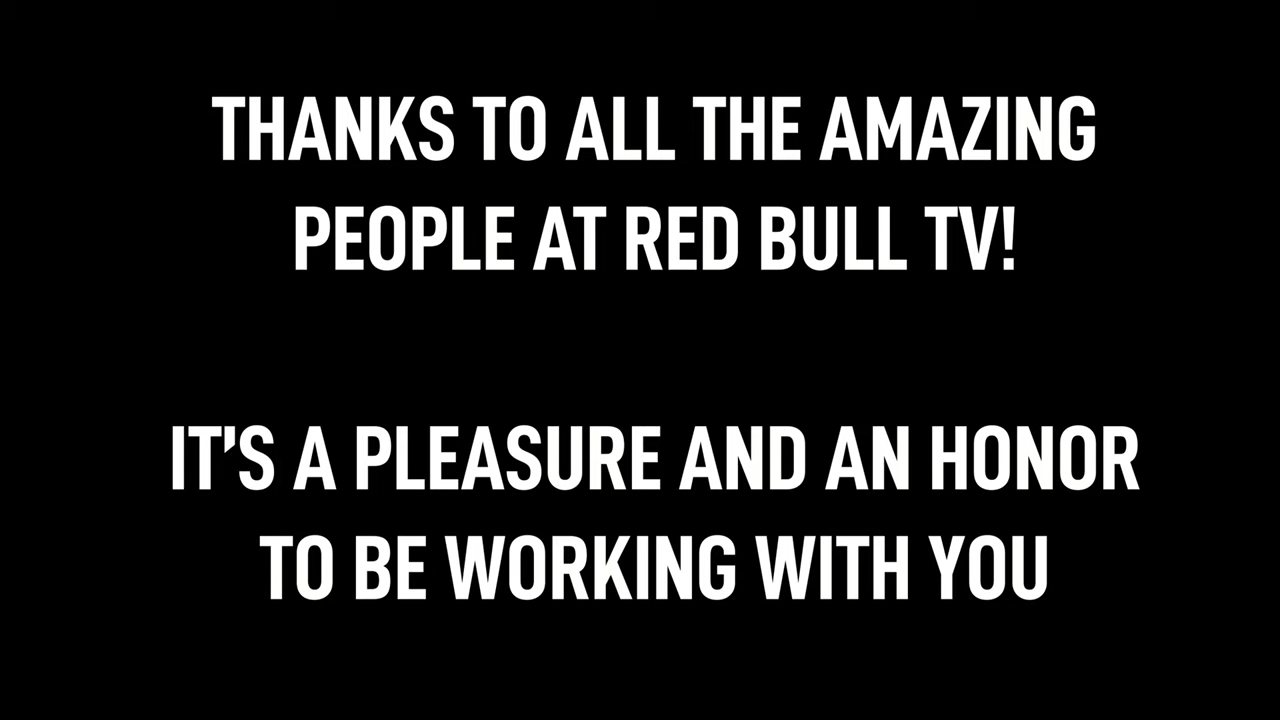 THANKS TO ALL THE AMAZING
PEOPLE AT RED BULL TV!
IT'S A PLEASURE AND AN HONOR
TO BE WORKING WITH YOU